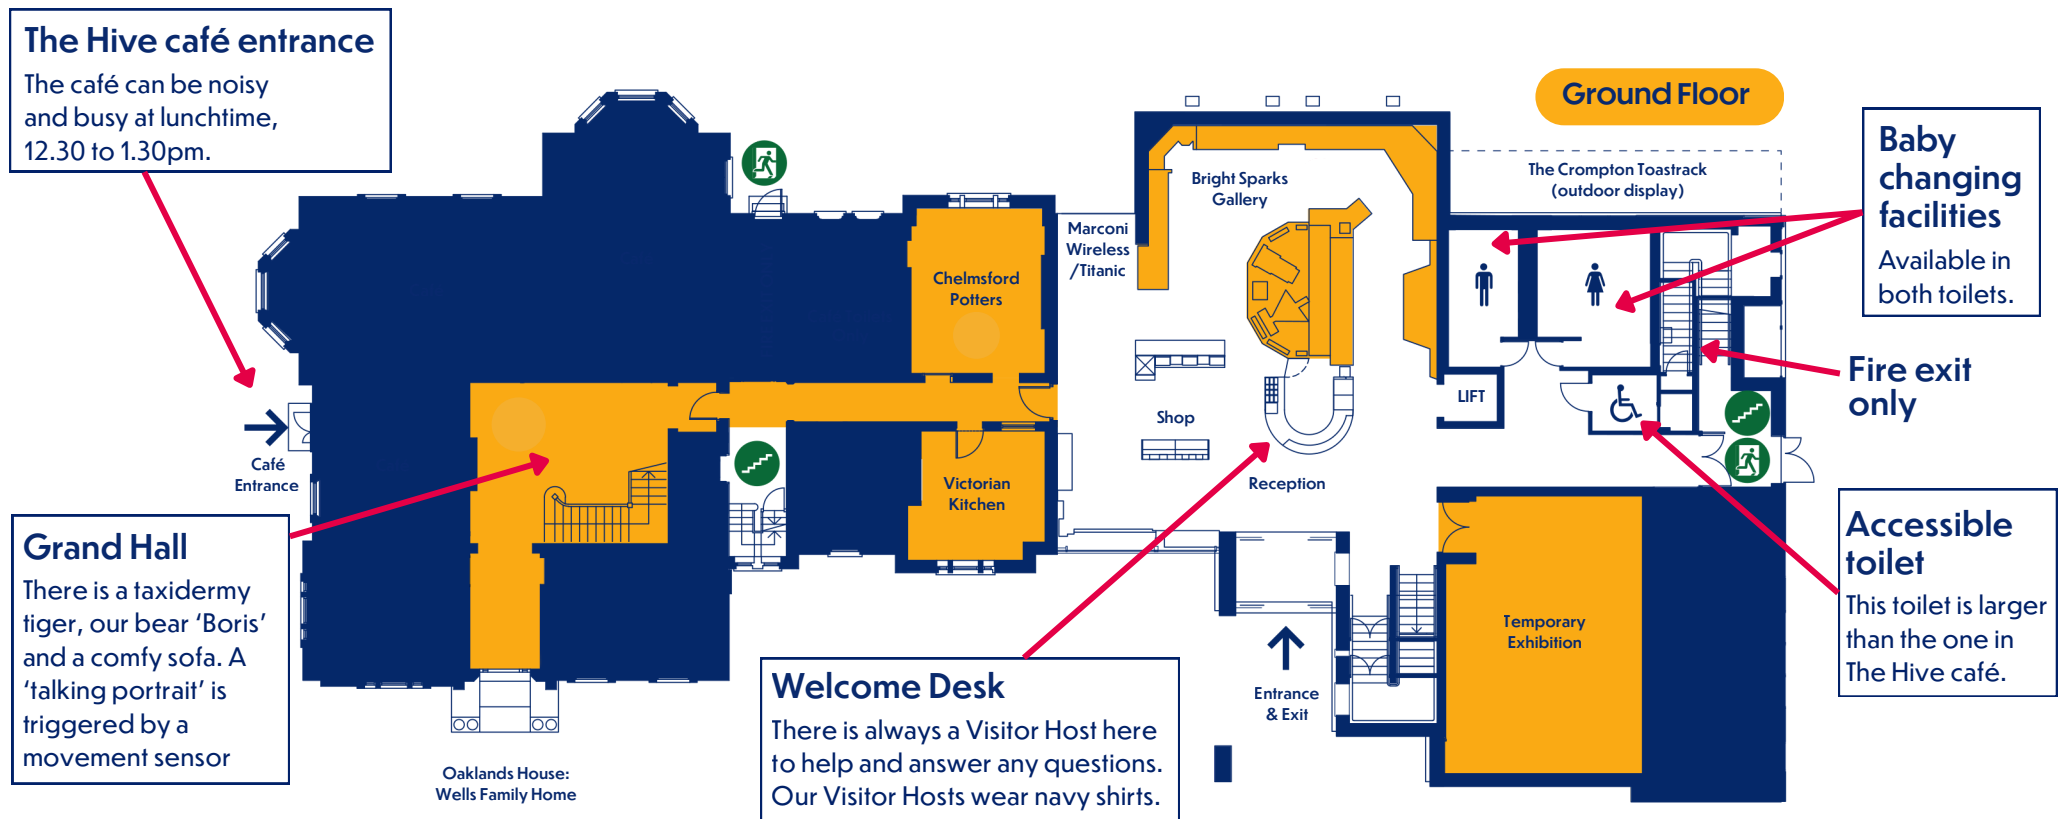 The Hive café entrance
The café can be noisy
and busy at lunchtime,
12.30 to 1.30pm.
Ground Floor
Baby
changing
facilities
Available in
both toilets.
The Crompton Toastrack
(outdoor display)
Bright Sparks
Gallery
Marconi
Wireless
/Titanic
Chelmsford
Potters
Fire exit
only
LIFT
Shop
Café
Entrance
Victorian
Kitchen
Reception
Grand Hall
There is a taxidermy
tiger, our bear ‘Boris’
and a comfy sofa. A
‘talking portrait’ is
triggered by a
movement sensor
Accessible
toilet
This toilet is larger
than the one in
The Hive café.
Temporary
Exhibition
Welcome Desk
There is always a Visitor Host here
to help and answer any questions.
Our Visitor Hosts wear navy shirts.
Entrance
& Exit
Oaklands House:
Wells Family Home